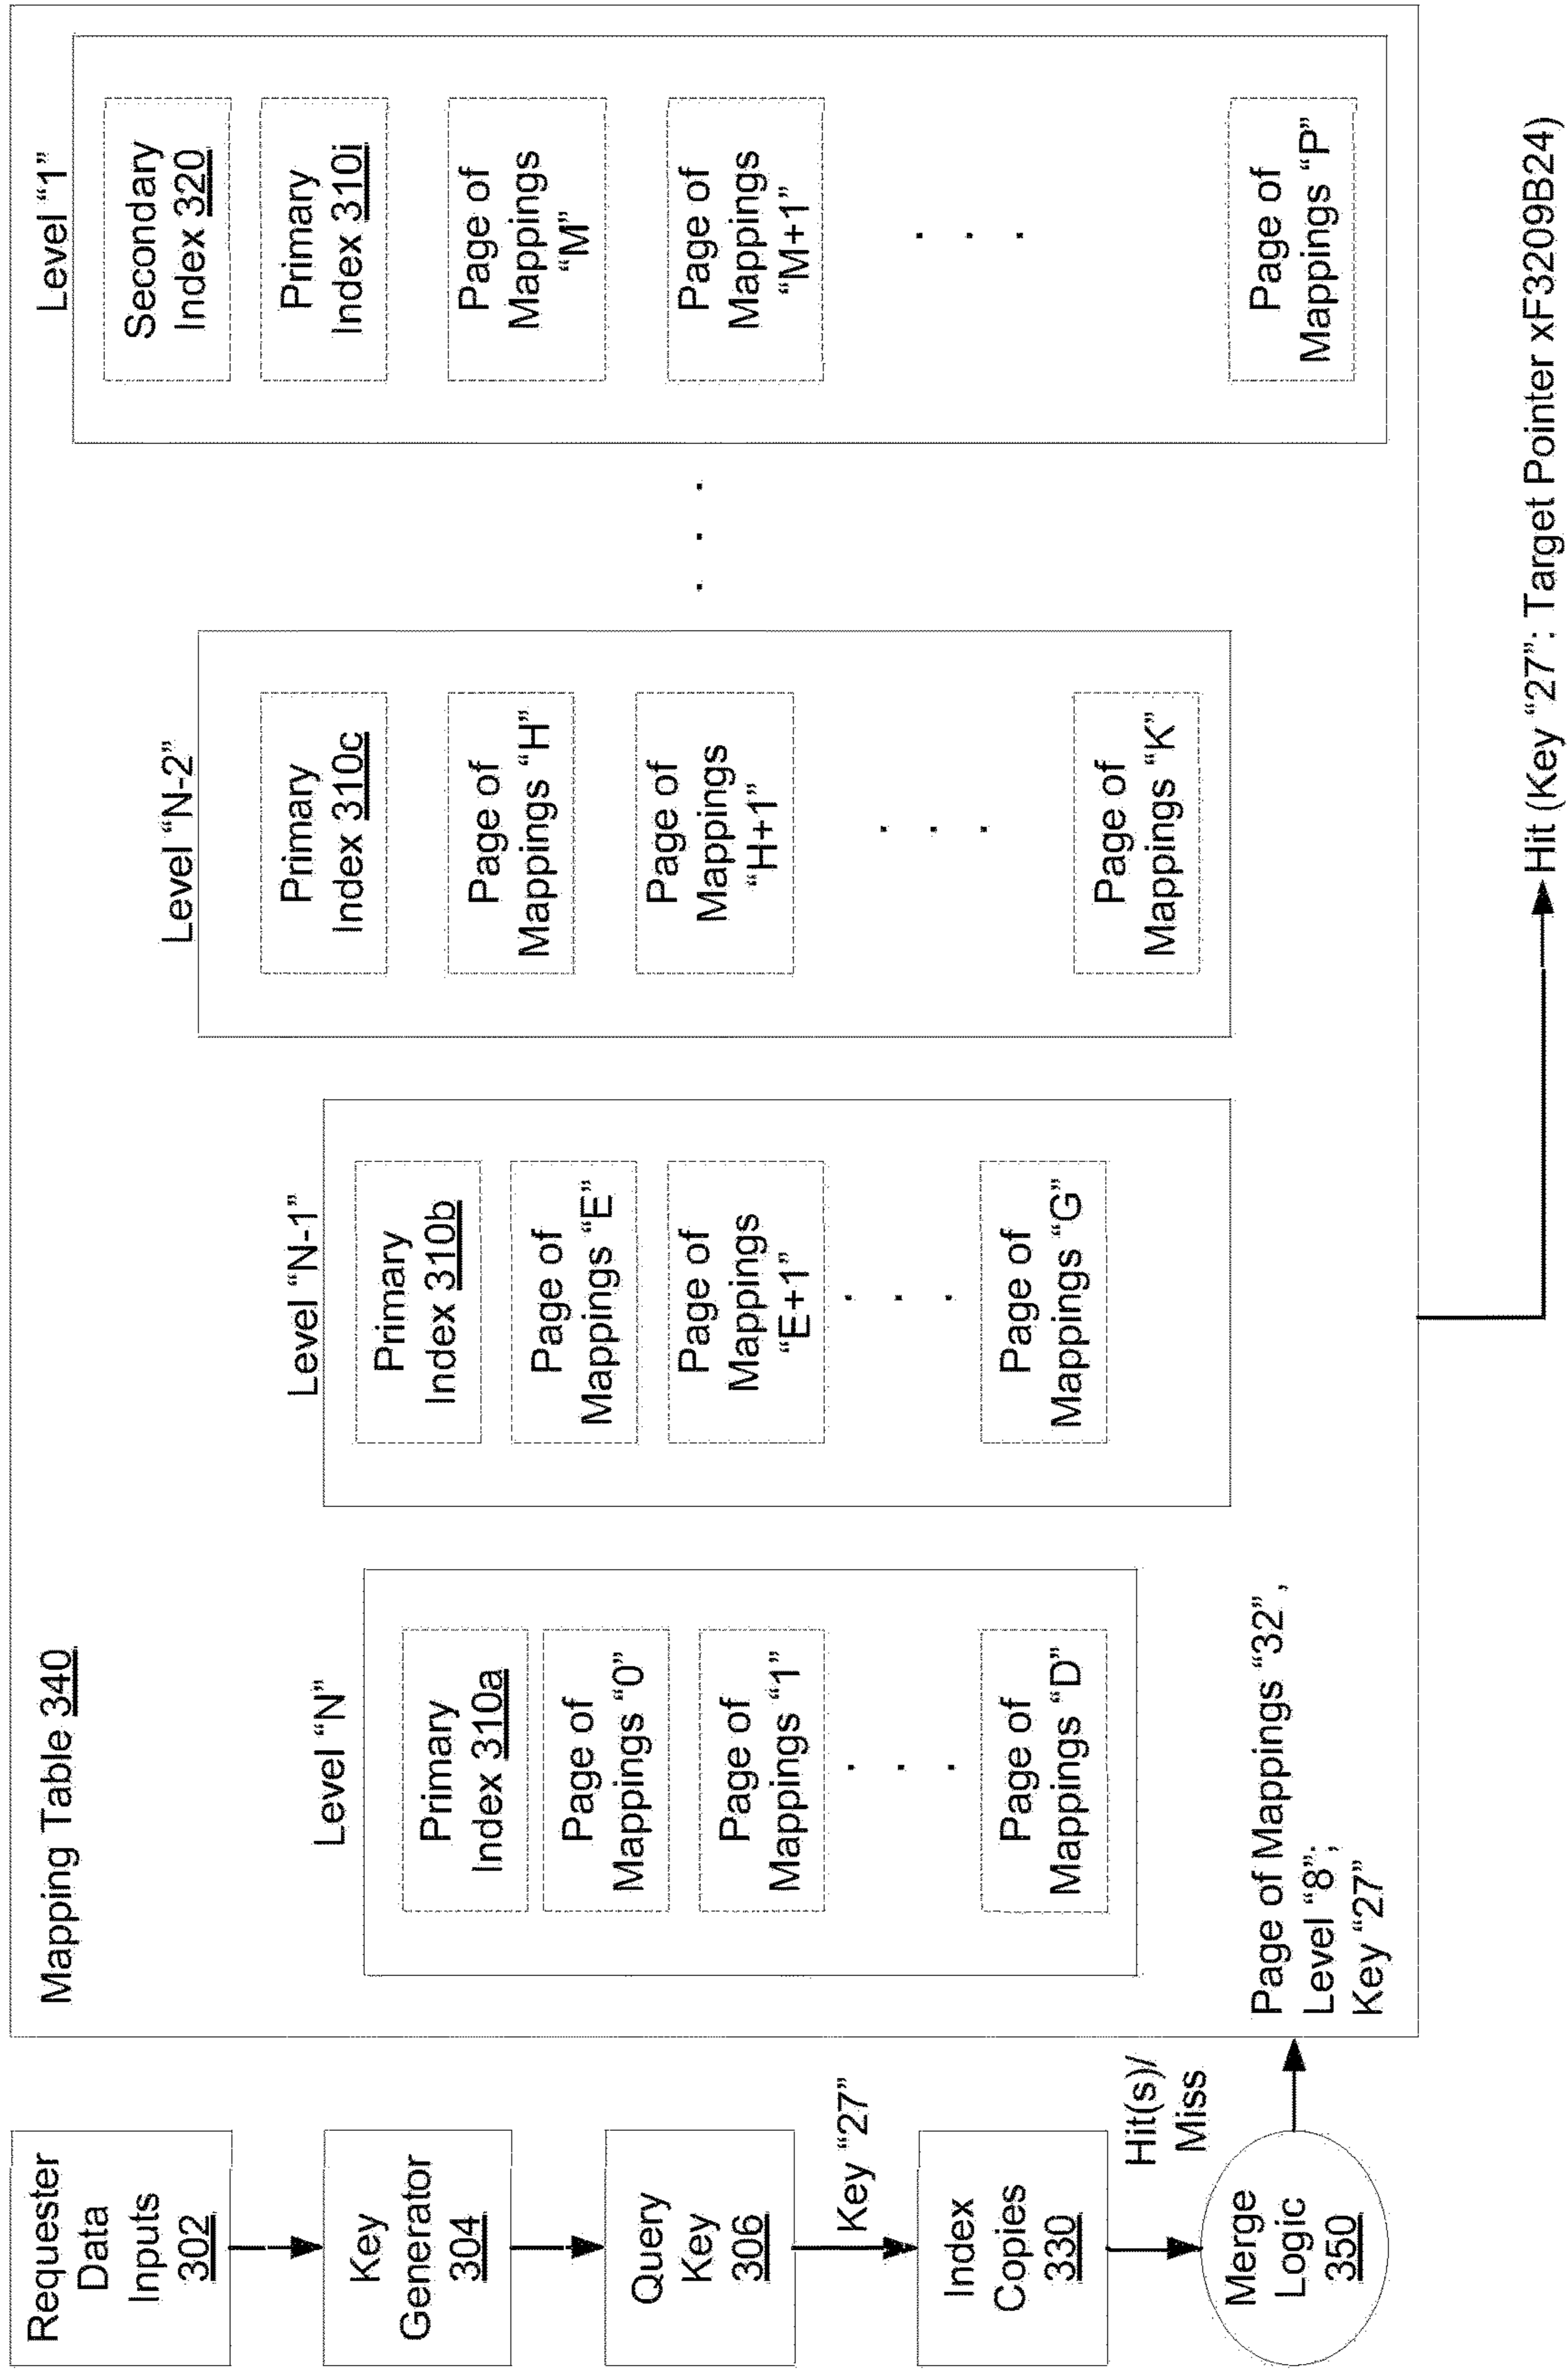 Requester
Data
Inputs
302
Key
Generator
304
Query
Key
306
Key “27”
Index
Copies
330
Hit(s)/
Miss
Merge
Logic
350
Mapping Table 340
Level “N”
Primary
Index 310a
Page of
Mappings “0”
Page of
Mappings “1”
. . .
Page of
Mappings “D”
Level “N-1”
Primary
Index 310b
Page of
Mappings “E”
Page of
Mappings
“E+1”
. . .
Page of
Mappings “G”
Level “N-2”
Primary
Index 310c
Page of
Mappings “H”
Page of
Mappings
“H+1”
. . .
Page of
Mappings “K”
. . .
Level “1”
Secondary
Index 320
Primary
Index 310i
Page of
Mappings
“M”
Page of
Mappings
“M+1”
. . .
Page of
Mappings “P”
Page of Mappings “32” ,
Level “8”;
Key “27”
Hit (Key “27”: Target Pointer xF3209B24)